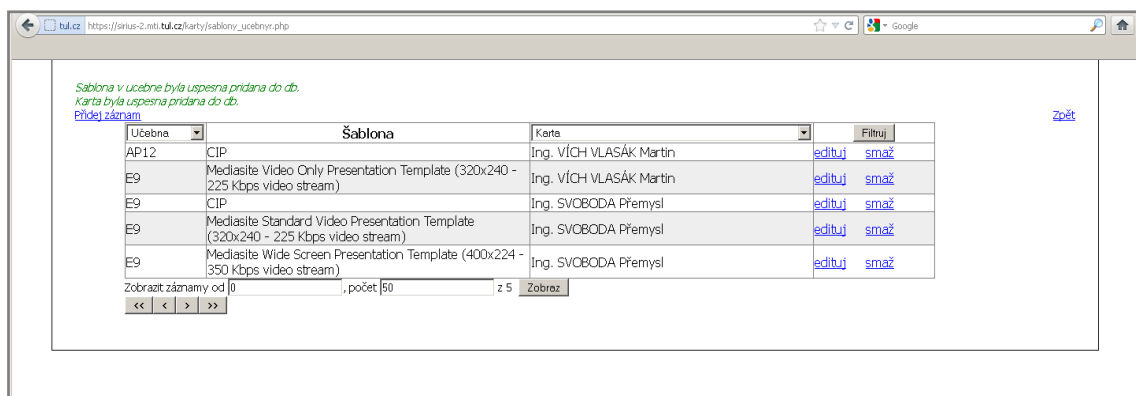 tul.cz https://sirius-2.mti.tul.cz/karty/sablony_ucebnyr.php Google
Sablona v ucebne byla uspesna pridana do db.
Karta byla uspesna pridana do db.
Přidej záznam Zpět
Učebna Šablona Karta Filtruj
AP12 CIP Ing. VÍCH VLASÁK Martin edituj smaž
E9 Mediasite Video Only Presentation Template (320x240 -
225 Kbps video stream) Ing. VÍCH VLASÁK Martin edituj smaž
E9 CIP Ing. SVOBODA Přemysl edituj smaž
E9 Mediasite Standard Video Presentation Template
(320x240 - 225 Kbps video stream) Ing. SVOBODA Přemysl edituj smaž
E9 Mediasite Wide Screen Presentation Template (400x224 -
350 Kbps video stream) Ing. SVOBODA Přemysl edituj smaž
Zobrazit záznamy od 0 , počet 50 z 5 Zobraz
<< < > >>